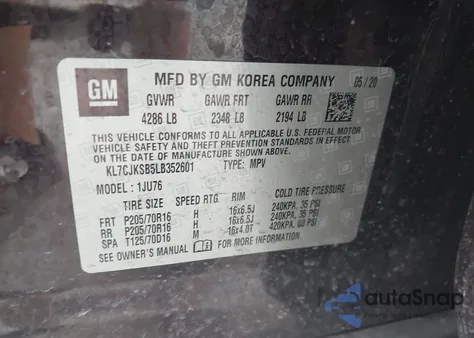 GM
MFD BY GM KOREA COMPANY 05/20
GVWR GAWR FRT GAWR RR
4286 LB 2348 LB 2194 LB
THIS VEHICLE CONFORMS TO ALL APPLICABLE U.S. FEDERAL MOTOR
VEHICLE SAFETY AND THEFT PREVENTION STANDARDS IN EFFECT ON
THE DATE OF MANUFACTURE SHOWN ABOVE.
KL7CJKSB5LB352601 TYPE: MPV
MODEL: 1JU76
TIRE SIZE SPEED RTG RIM COLD TIRE PRESSURE
FRT P205/70R16 H 16x6.5J 240KPA, 35 PSI
RR P205/70R16 H 16x6.5J 240KPA, 35 PSI
SPA T125/70D16 M 16x4.0T 420KPA, 60 PSI
SEE OWNER'S MANUAL FOR MORE INFORMATION.
autoSnap